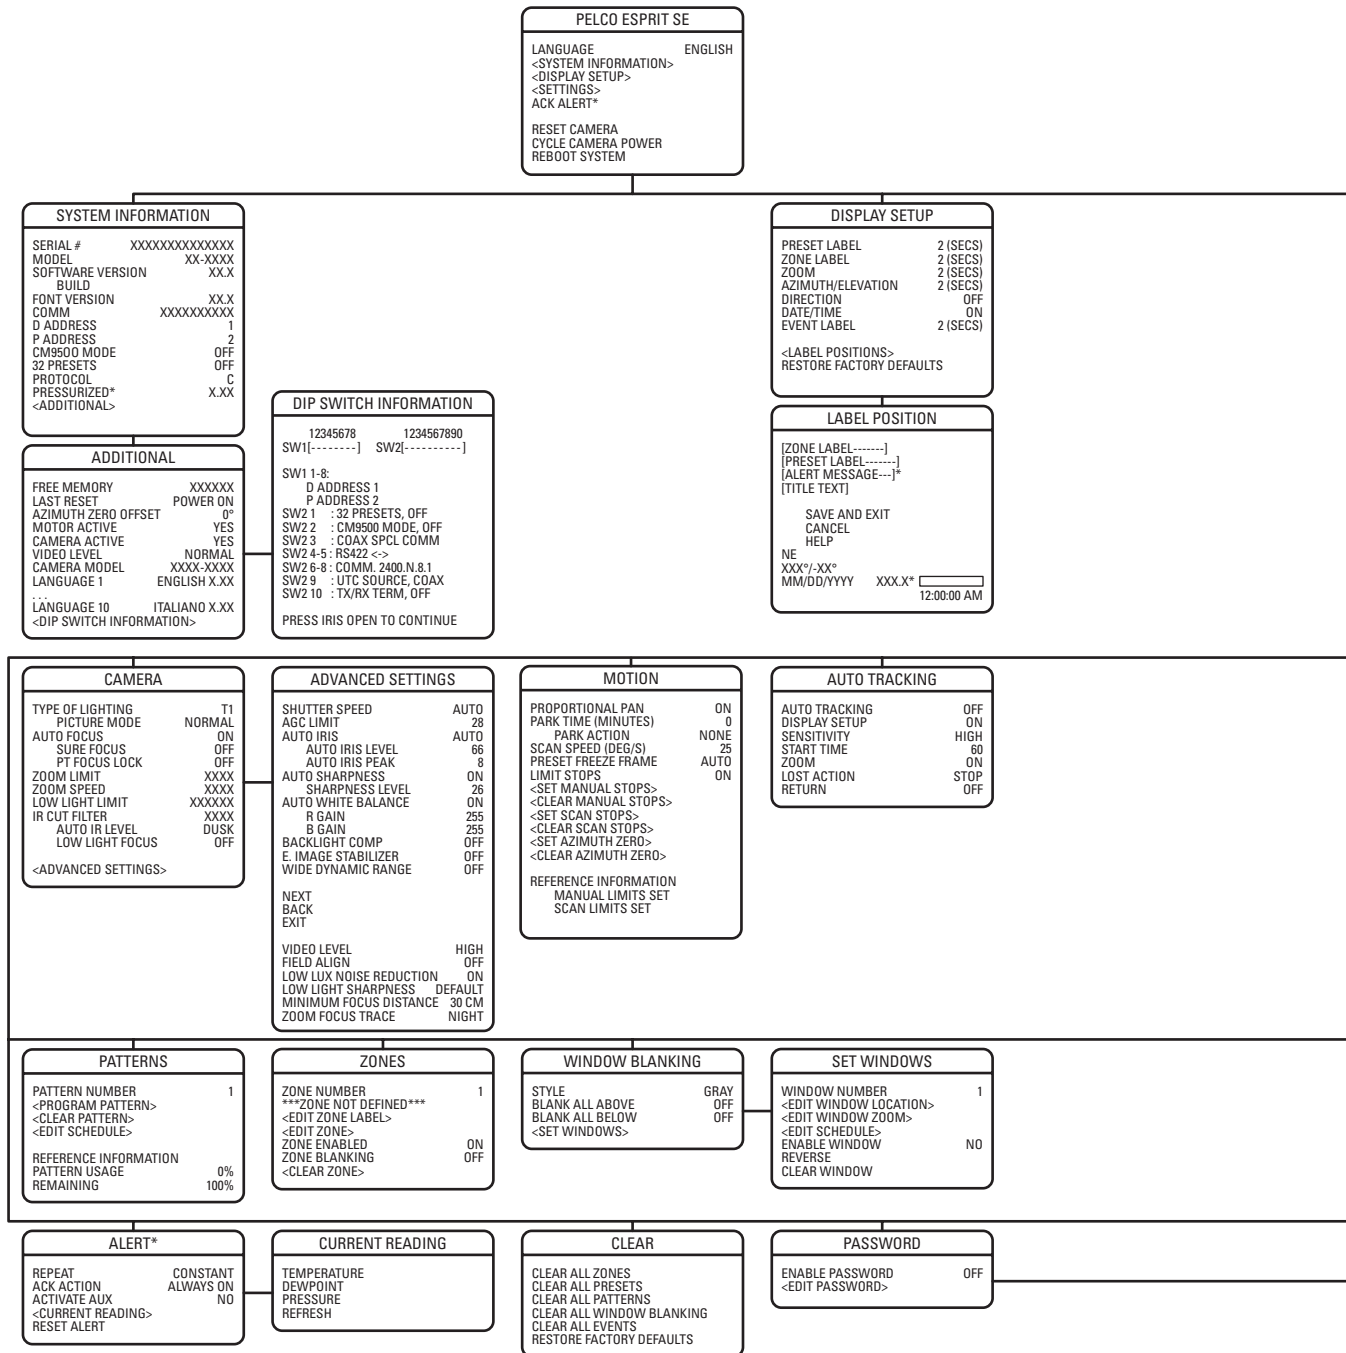 PELCO ESPRIT SE
LANGUAGE ENGLISH
<SYSTEM INFORMATION>
<DISPLAY SETUP>
<SETTINGS>
ACK ALERT*
RESET CAMERA
CYCLE CAMERA POWER
REBOOT SYSTEM
SYSTEM INFORMATION
SERIAL # XXXXXXXXXXXXXX
MODEL XX-XXXX
SOFTWARE VERSION XX.X
BUILD
FONT VERSION XX.X
COMM XXXXXXXXXX
D ADDRESS 1
P ADDRESS 2
CM9500 MODE OFF
32 PRESETS OFF
PROTOCOL C
PRESSURIZED* X.XX
<ADDITIONAL>
ADDITIONAL
FREE MEMORY XXXXXX
LAST RESET POWER ON
AZIMUTH ZERO OFFSET 0°
MOTOR ACTIVE YES
CAMERA ACTIVE YES
VIDEO LEVEL NORMAL
CAMERA MODEL XXXX-XXXX
LANGUAGE 1 ENGLISH X.XX
. . .
LANGUAGE 10 ITALIANO X.XX
<DIP SWITCH INFORMATION>
DIP SWITCH INFORMATION
12345678 1234567890
SW1[--------] SW2[----------]
SW1 1-8:
D ADDRESS 1
P ADDRESS 2
SW2 1 : 32 PRESETS, OFF
SW2 2 : CM9500 MODE, OFF
SW2 3 : COAX SPCL COMM
SW2 4-5 : RS422 <->
SW2 6-8 : COMM. 2400.N.8.1
SW2 9 : UTC SOURCE, COAX
SW2 10 : TX/RX TERM, OFF
PRESS IRIS OPEN TO CONTINUE
DISPLAY SETUP
PRESET LABEL 2 (SECS)
ZONE LABEL 2 (SECS)
ZOOM 2 (SECS)
AZIMUTH/ELEVATION 2 (SECS)
DIRECTION OFF
DATE/TIME ON
EVENT LABEL 2 (SECS)
<LABEL POSITIONS>
RESTORE FACTORY DEFAULTS
LABEL POSITION
[ZONE LABEL-------]
[PRESET LABEL-------]
[ALERT MESSAGE---]*
[TITLE TEXT]
SAVE AND EXIT
CANCEL
HELP
NE
XXX°/-XX°
MM/DD/YYYY XXX.X*
12:00:00 AM
CAMERA
TYPE OF LIGHTING T1
PICTURE MODE NORMAL
AUTO FOCUS ON
SURE FOCUS OFF
PT FOCUS LOCK OFF
ZOOM LIMIT XXXX
ZOOM SPEED XXXX
LOW LIGHT LIMIT XXXXXX
IR CUT FILTER XXXX
AUTO IR LEVEL DUSK
LOW LIGHT FOCUS OFF
<ADVANCED SETTINGS>
ADVANCED SETTINGS
SHUTTER SPEED AUTO
AGC LIMIT 28
AUTO IRIS AUTO
AUTO IRIS LEVEL 66
AUTO IRIS PEAK 8
AUTO SHARPNESS ON
SHARPNESS LEVEL 26
AUTO WHITE BALANCE ON
R GAIN 255
B GAIN 255
BACKLIGHT COMP OFF
E. IMAGE STABILIZER OFF
WIDE DYNAMIC RANGE OFF
NEXT
BACK
EXIT
VIDEO LEVEL HIGH
FIELD ALIGN OFF
LOW LUX NOISE REDUCTION ON
LOW LIGHT SHARPNESS DEFAULT
MINIMUM FOCUS DISTANCE 30 CM
ZOOM FOCUS TRACE NIGHT
MOTION
PROPORTIONAL PAN ON
PARK TIME (MINUTES) 0
PARK ACTION NONE
SCAN SPEED (DEG/S) 25
PRESET FREEZE FRAME AUTO
LIMIT STOPS ON
<SET MANUAL STOPS>
<CLEAR MANUAL STOPS>
<SET SCAN STOPS>
<CLEAR SCAN STOPS>
<SET AZIMUTH ZERO>
<CLEAR AZIMUTH ZERO>
REFERENCE INFORMATION
MANUAL LIMITS SET
SCAN LIMITS SET
AUTO TRACKING
AUTO TRACKING OFF
DISPLAY SETUP ON
SENSITIVITY HIGH
START TIME 60
ZOOM ON
LOST ACTION STOP
RETURN OFF
PATTERNS
PATTERN NUMBER 1
<PROGRAM PATTERN>
<CLEAR PATTERN>
<EDIT SCHEDULE>
REFERENCE INFORMATION
PATTERN USAGE 0%
REMAINING 100%
ZONES
ZONE NUMBER 1
***ZONE NOT DEFINED***
<EDIT ZONE LABEL>
<EDIT ZONE>
ZONE ENABLED ON
ZONE BLANKING OFF
<CLEAR ZONE>
WINDOW BLANKING
STYLE GRAY
BLANK ALL ABOVE OFF
BLANK ALL BELOW OFF
<SET WINDOWS>
SET WINDOWS
WINDOW NUMBER 1
<EDIT WINDOW LOCATION>
<EDIT WINDOW ZOOM>
<EDIT SCHEDULE>
ENABLE WINDOW NO
REVERSE
CLEAR WINDOW
ALERT*
REPEAT CONSTANT
ACK ACTION ALWAYS ON
ACTIVATE AUX NO
<CURRENT READING>
RESET ALERT
CURRENT READING
TEMPERATURE
DEWPOINT
PRESSURE
REFRESH
CLEAR
CLEAR ALL ZONES
CLEAR ALL PRESETS
CLEAR ALL PATTERNS
CLEAR ALL WINDOW BLANKING
CLEAR ALL EVENTS
RESTORE FACTORY DEFAULTS
PASSWORD
ENABLE PASSWORD OFF
<EDIT PASSWORD>